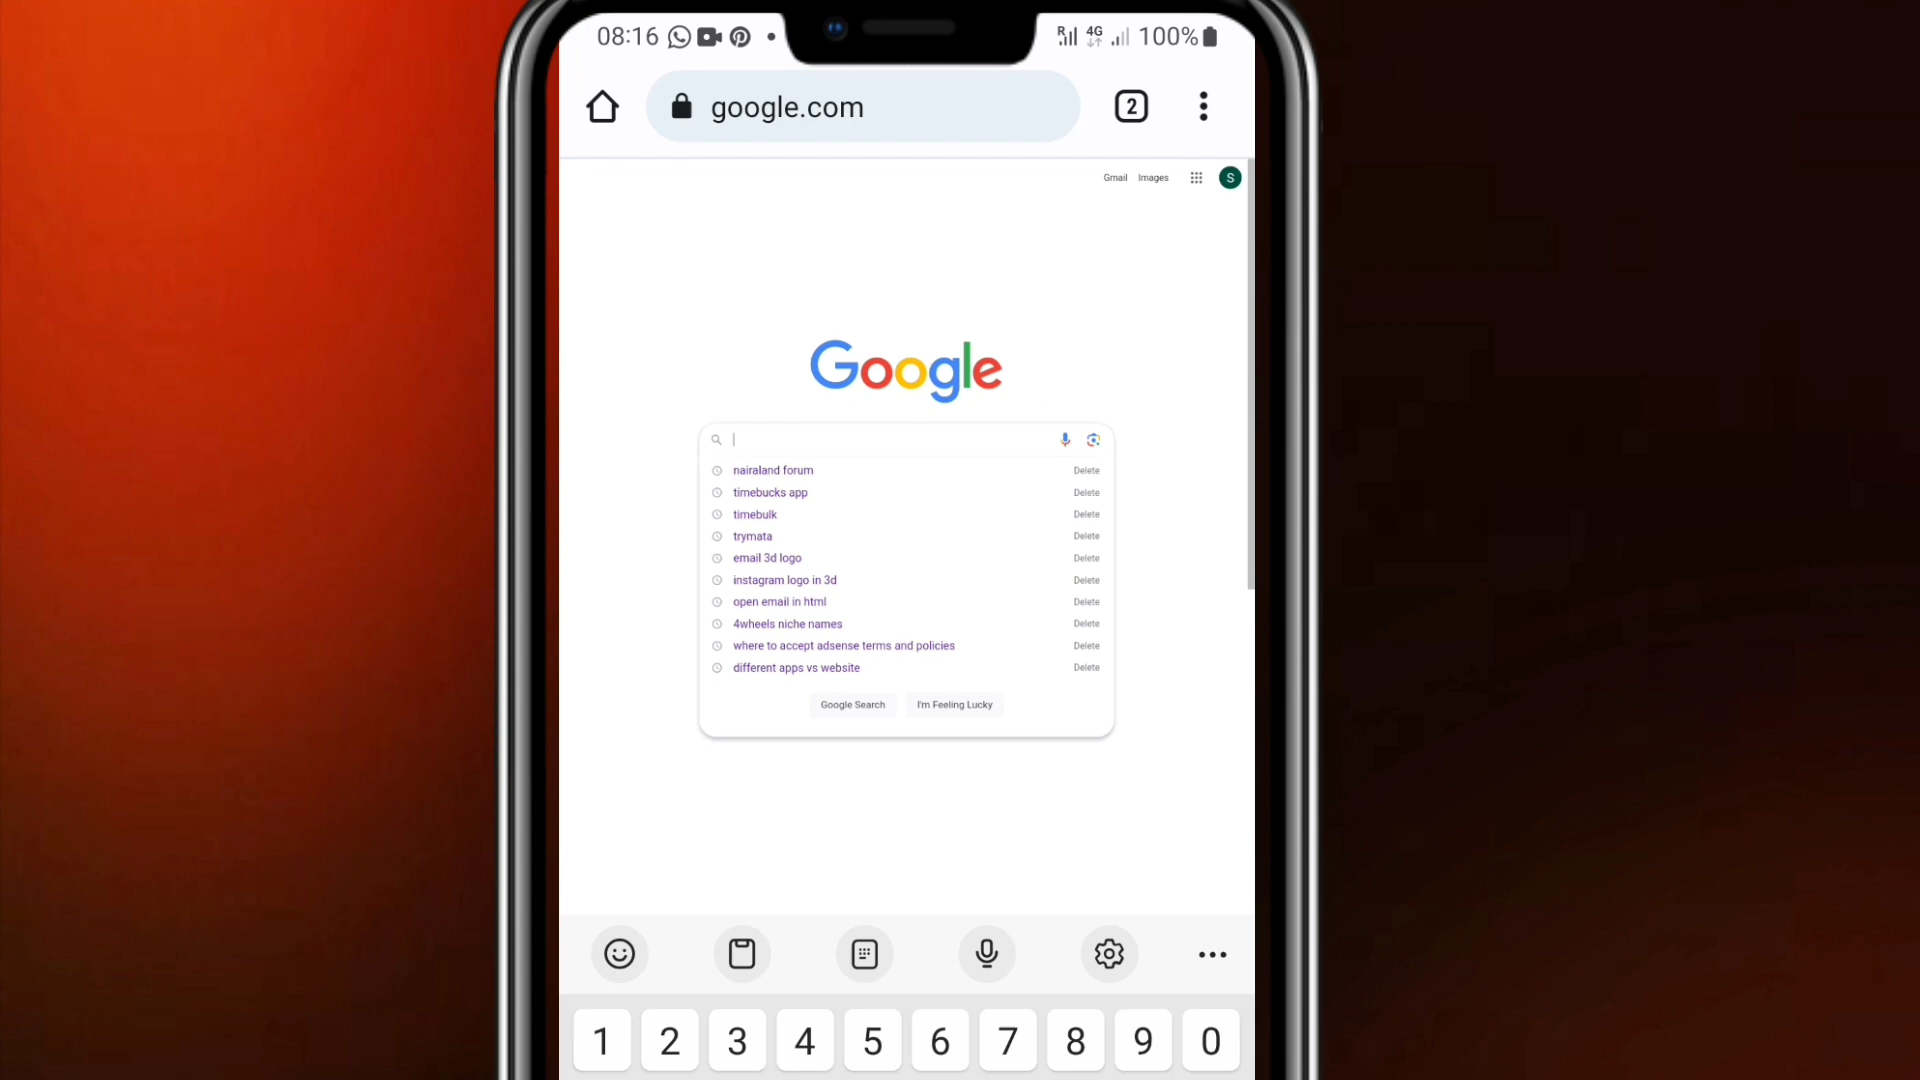 08:16
R 4G 100%
google.com
2
Gmail Images
S
Google
nairaland forum Delete
timebucks app Delete
timebulk Delete
trymata Delete
email 3d logo Delete
instagram logo in 3d Delete
open email in html Delete
4wheels niche names Delete
where to accept adsense terms and policies Delete
different apps vs website Delete
Google Search I'm Feeling Lucky
1 2 3 4 5 6 7 8 9 0